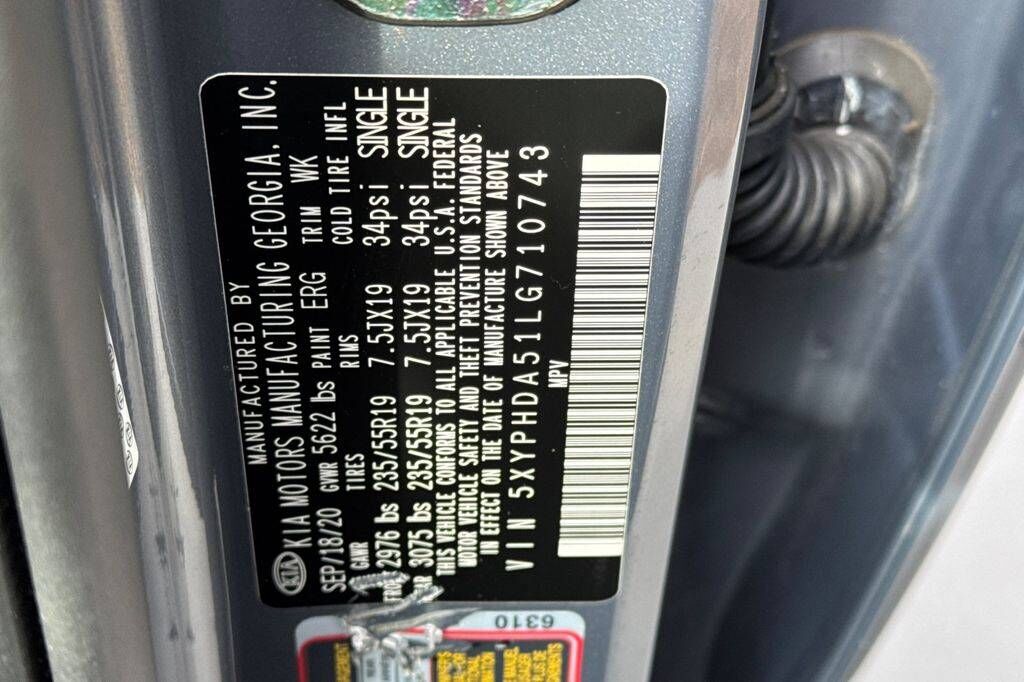 MANUFACTURED BY
KIA KIA MOTORS MANUFACTURING GEORGIA, INC.
SEP/18/20 GVWR 5622 lbs PAINT ERG TRIM WK
GAWR TIRES RIMS COLD TIRE INFL
2976 lbs 235/55R19 7.5JX19 34psi SINGLE
3075 lbs 235/55R19 7.5JX19 34psi SINGLE
THIS VEHICLE CONFORMS TO ALL APPLICABLE U.S.A. FEDERAL
MOTOR VEHICLE SAFETY AND THEFT PREVENTION STANDARDS
IN EFFECT ON THE DATE OF MANUFACTURE SHOWN ABOVE
VIN 5XYPHDA51LG710743
MPV
6310